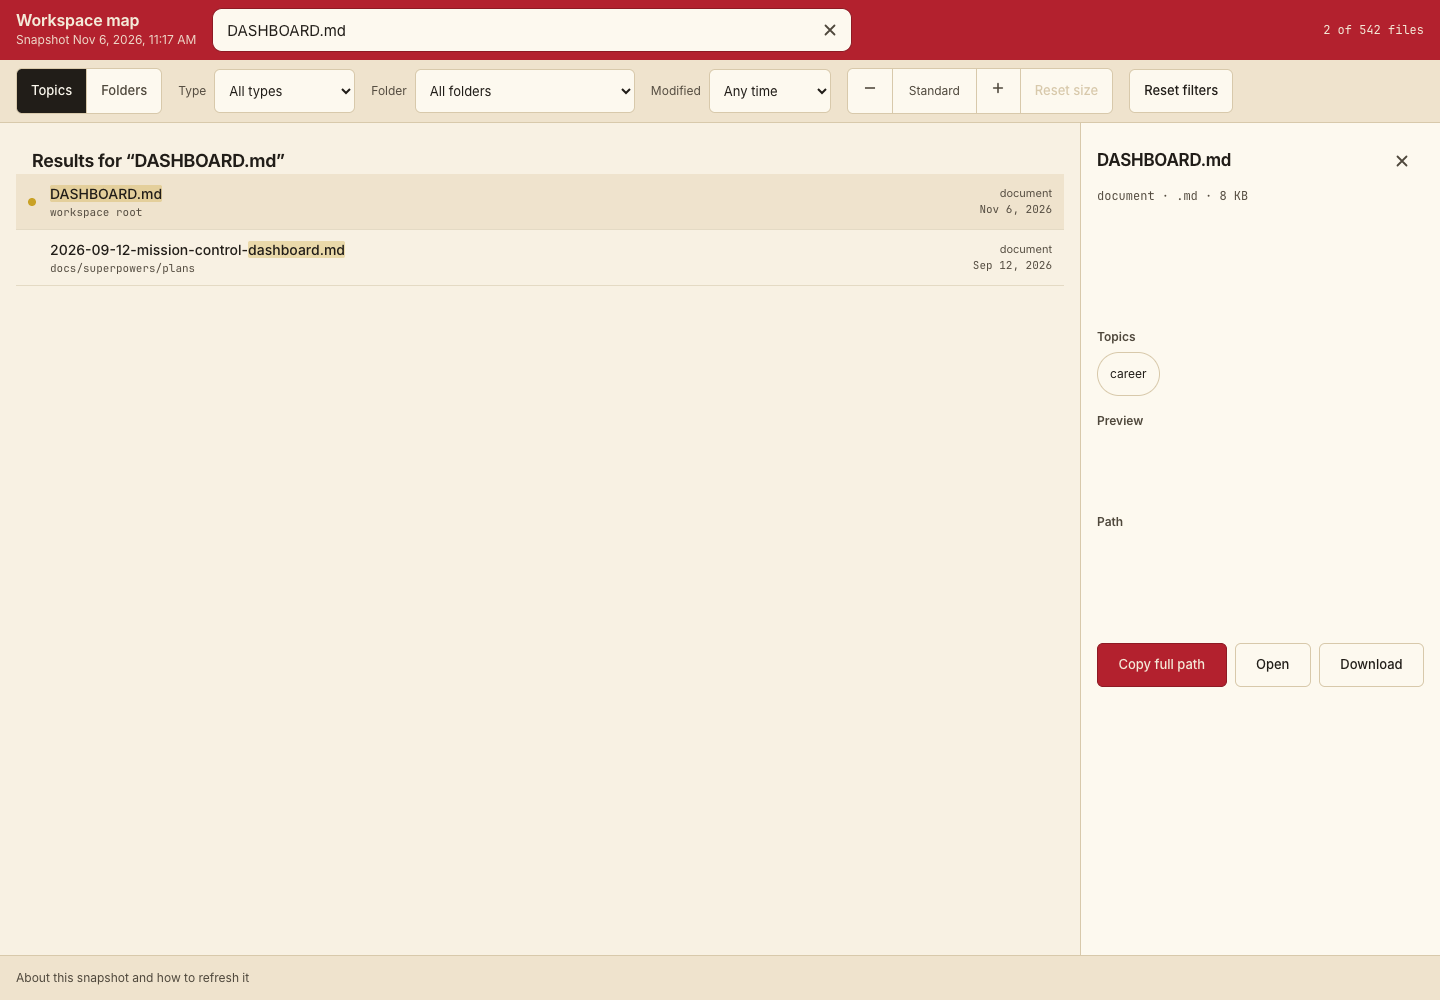 Workspace map
Snapshot Nov 6, 2026, 11:17 AM
DASHBOARD.md
2 of 542 files
Topics
Folders
Type
All types
Folder
All folders
Modified
Any time
−
Standard
+
Reset size
Reset filters
Results for “DASHBOARD.md”
DASHBOARD.md
workspace root
document
Nov 6, 2026
2026-09-12-mission-control-dashboard.md
docs/superpowers/plans
document
Sep 12, 2026
DASHBOARD.md
document · .md · 8 KB
Topics
career
Preview
Path
Copy full path
Open
Download
About this snapshot and how to refresh it